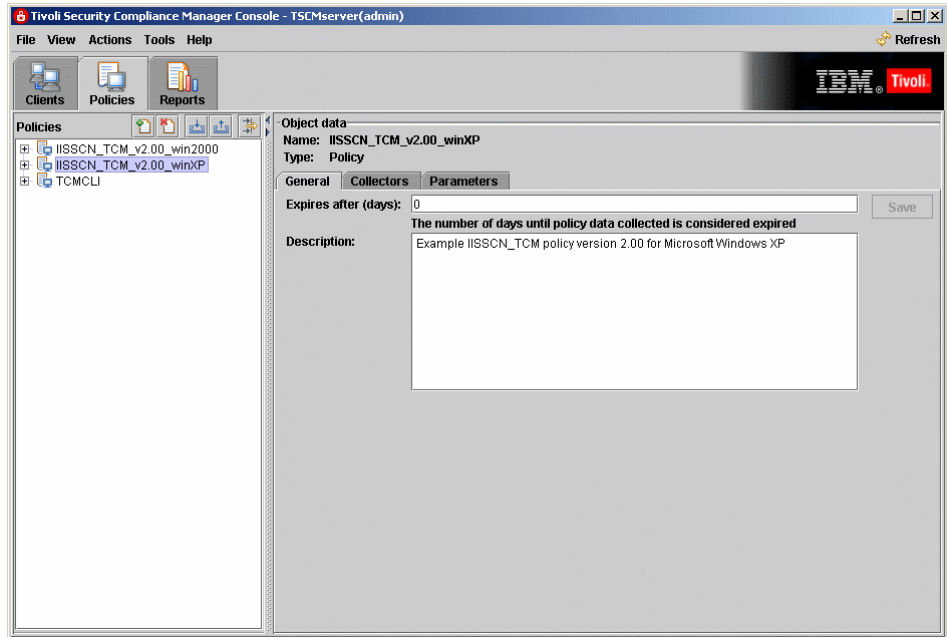 Tivoli Security Compliance Manager Console - TSCMserver(admin)
File View Actions Tools Help
Refresh
Clients
Policies
Reports
IBM® Tivoli.
Policies
IISSCN_TCM_v2.00_win2000
IISSCN_TCM_v2.00_winXP
TCMCLI
Object data
Name: IISSCN_TCM_v2.00_winXP
Type: Policy
General Collectors Parameters
Expires after (days): 0 Save
The number of days until policy data collected is considered expired
Description: Example IISSCN_TCM policy version 2.00 for Microsoft Windows XP